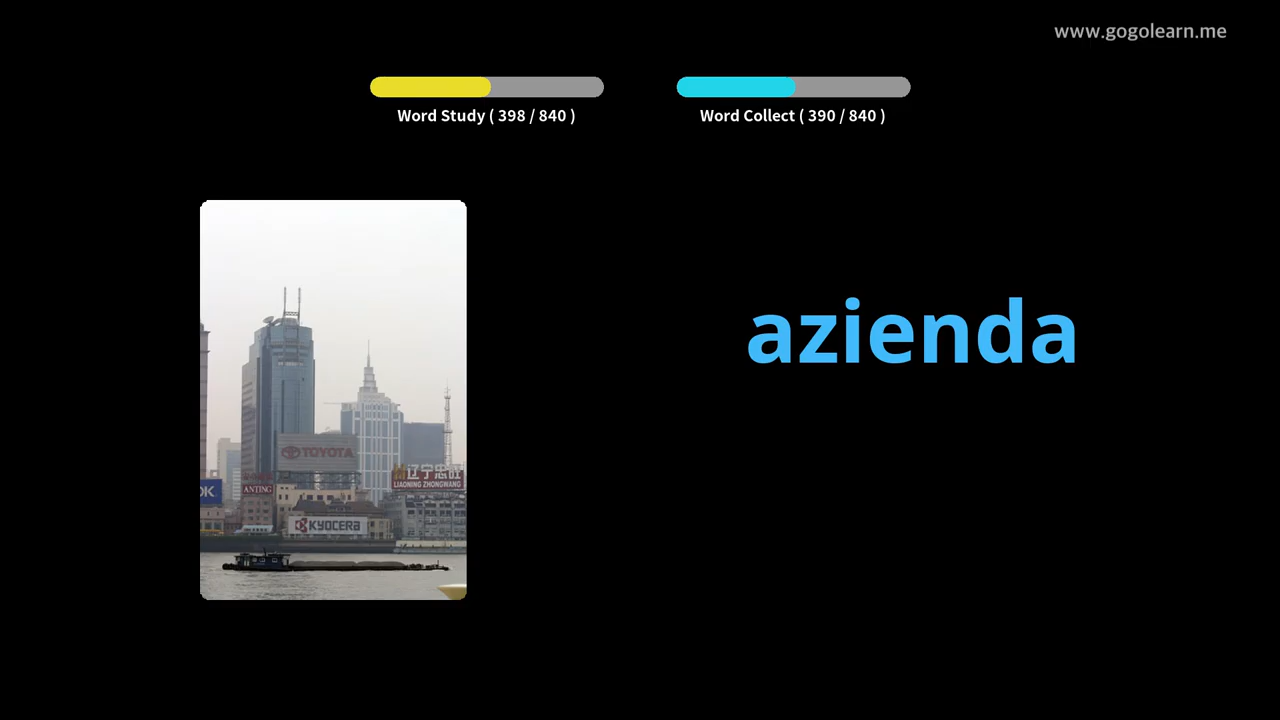 www.gogolearn.me
Word Study ( 398 / 840 )
Word Collect ( 390 / 840 )
azienda
TOYOTA
辽宁忠旺
LIAONING ZHONGWANG
OK
ANTING
KYOCERA